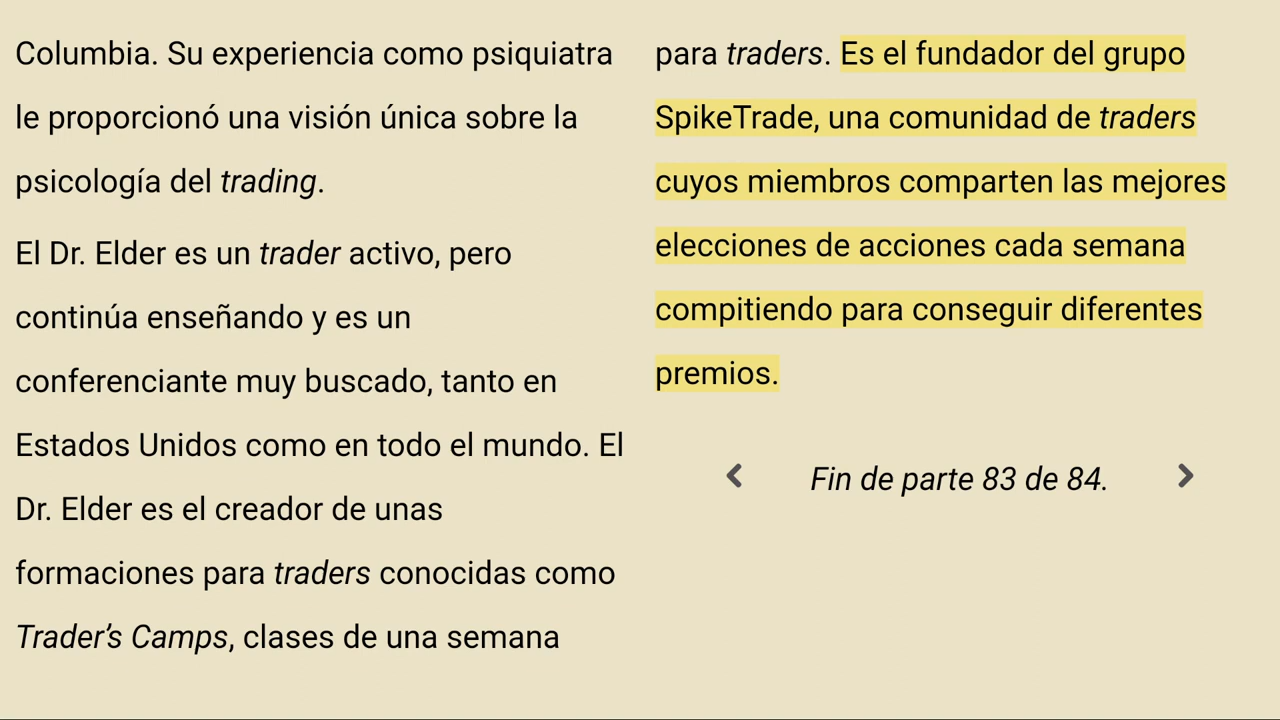 Columbia. Su experiencia como psiquiatra
le proporcionó una visión única sobre la
psicología del trading.
El Dr. Elder es un trader activo, pero
continúa enseñando y es un
conferenciante muy buscado, tanto en
Estados Unidos como en todo el mundo. El
Dr. Elder es el creador de unas
formaciones para traders conocidas como
Trader’s Camps, clases de una semana
para traders. Es el fundador del grupo
SpikeTrade, una comunidad de traders
cuyos miembros comparten las mejores
elecciones de acciones cada semana
compitiendo para conseguir diferentes
premios.
Fin de parte 83 de 84.